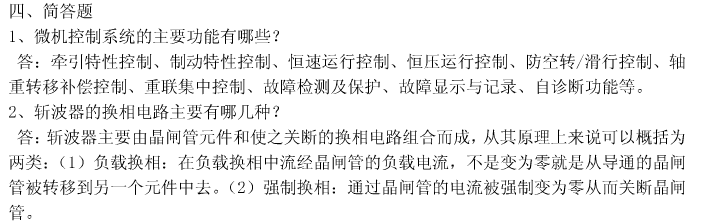 四、简答题
1、微机控制系统的主要功能有哪些？
答：牵引特性控制、制动特性控制、恒速运行控制、恒压运行控制、防空转/滑行控制、轴
重转移补偿控制、重联集中控制、故障检测及保护、故障显示与记录、自诊断功能等。
2、斩波器的换相电路主要有哪几种？
答：斩波器主要由晶闸管元件和使之关断的换相电路组合而成，从其原理上来说可以概括为
两类：（1）负载换相：在负载换相中流经晶闸管的负载电流，不是变为零就是从导通的晶闸
管被转移到另一个元件中去。（2）强制换相：通过晶闸管的电流被强制变为零从而关断晶闸
管。